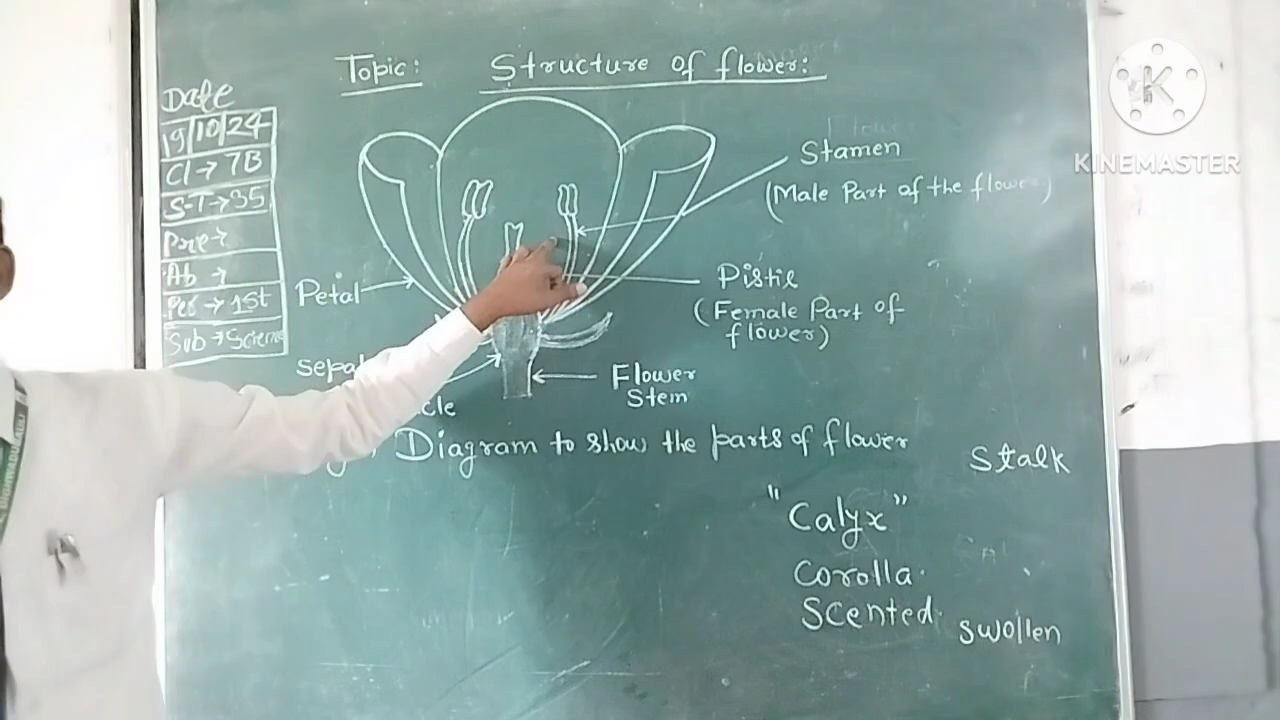 Topic: Structure of flower:
Date
19/10/24
Cl → 7B
S-T → 35
Pre →
Ab →
Per → 1st
Sub → Science
Stamen
(Male Part of the flower)
Petal
Pistil
(Female Part of
flower)
sepal
Flower
Stem
Diagram to show the parts of flower
Stalk
"Calyx"
Corolla.
Scented.
swollen
KINEMASTER